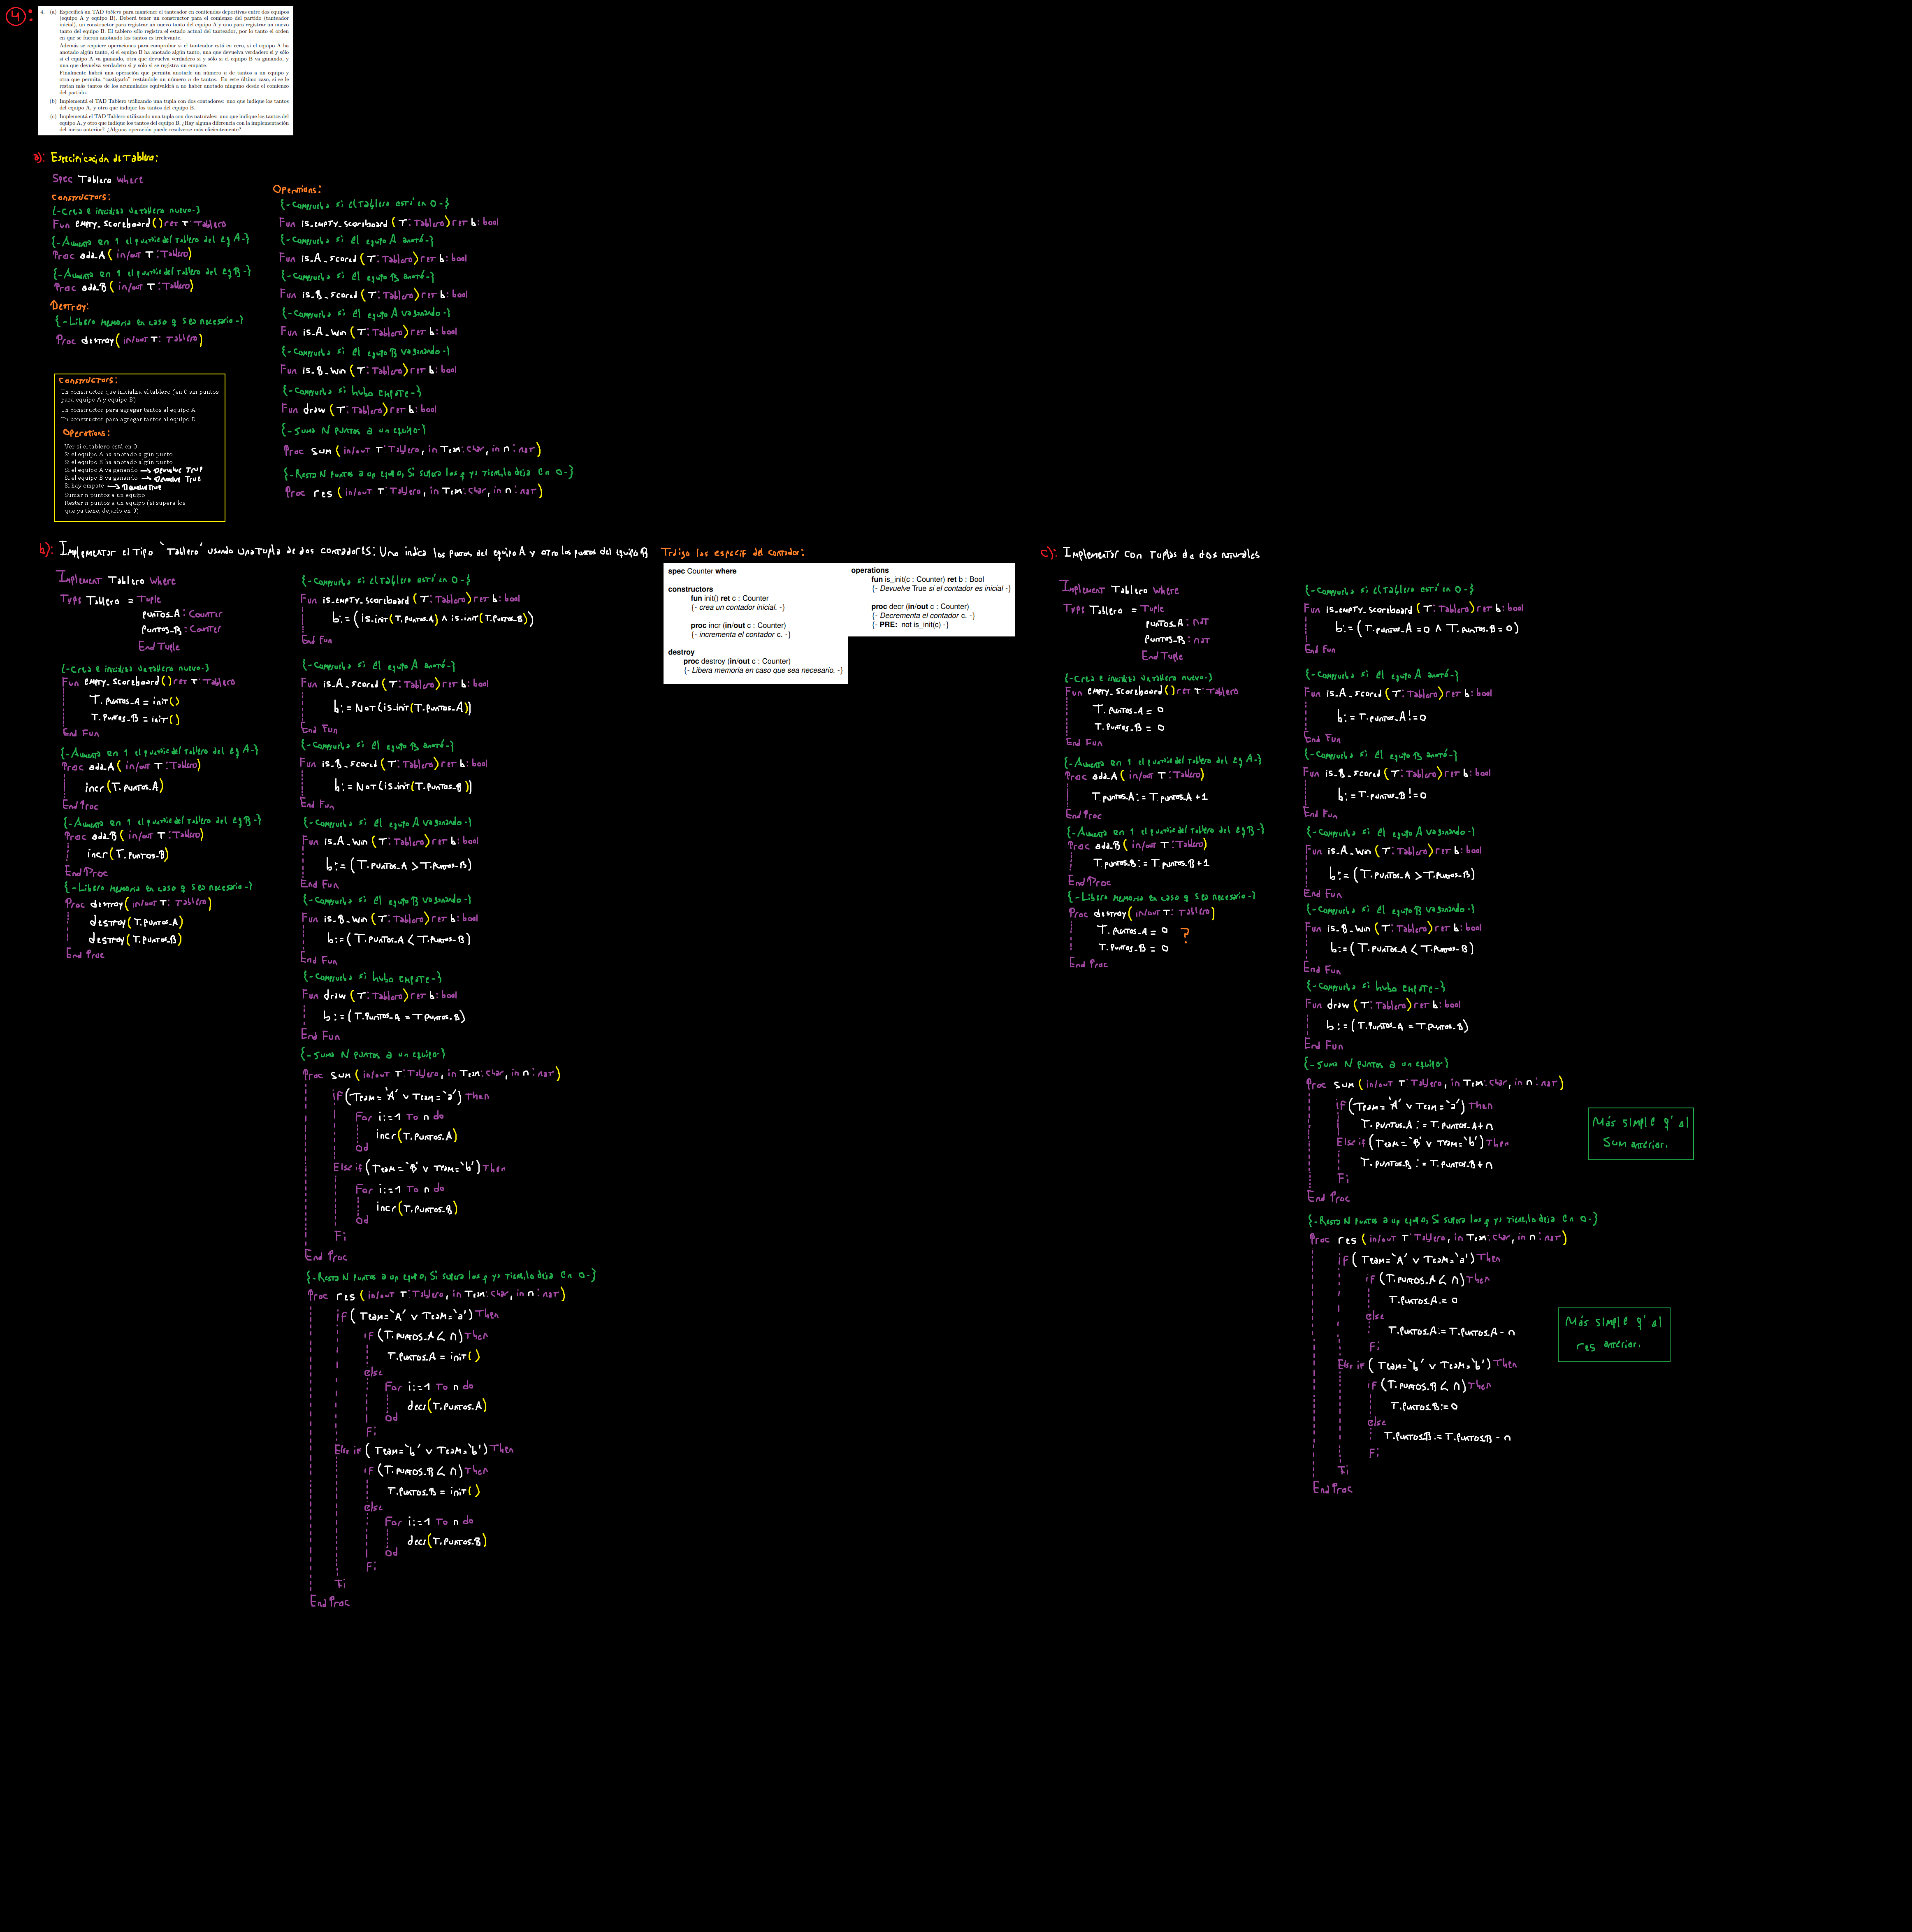 4:
4. (a) Especificá un TAD tablero para mantener el tanteador en contiendas deportivas entre dos equipos
(equipo A y equipo B). Deberá tener un constructor para el comienzo del partido (tanteador
inicial), un constructor para registrar un nuevo tanto del equipo A y uno para registrar un nuevo
tanto del equipo B. El tablero sólo registra el estado actual del tanteador, por lo tanto el orden
en que se fueron anotando los tantos es irrelevante.
Además se requiere operaciones para comprobar si el tanteador está en cero, si el equipo A ha
anotado algún tanto, si el equipo B ha anotado algún tanto, una que devuelva verdadero si y sólo
si el equipo A va ganando, otra que devuelva verdadero si y sólo si el equipo B va ganando, y
una que devuelva verdadero si y sólo si se registra un empate.
Finalmente habrá una operación que permita anotarle un número n de tantos a un equipo y
otra que permita "castigarlo" restándole un número n de tantos. En este último caso, si se le
restan más tantos de los acumulados equivaldrá a no haber anotado ninguno desde el comienzo
del partido.
(b) Implementá el TAD Tablero utilizando una tupla con dos contadores: uno que indique los tantos
del equipo A, y otro que indique los tantos del equipo B.
(c) Implementá el TAD Tablero utilizando una tupla con dos naturales: uno que indique los tantos del
equipo A, y otro que indique los tantos del equipo B. ¿Hay alguna diferencia con la implementación
del inciso anterior? ¿Alguna operación puede resolverse más eficientemente?
a): Especificación de Tablero:
Spec Tablero where
Constructors:
{-Crea e inicializa un tablero nuevo-}
Fun empty_scoreboard() ret T: Tablero
{-Aumenta en 1 el puntaje del tablero del eq A-}
Proc add_A(in/out T: Tablero)
{-Aumenta en 1 el puntaje del tablero del eq B-}
Proc add_B(in/out T: Tablero)
Destroy:
{-Libero memoria en caso q sea necesario-}
Proc destroy(in/out T: Tablero)
Operations:
{-Comprueba si el tablero está en 0-}
Fun is_empty_scoreboard (T: Tablero) ret b: bool
{-Comprueba si el equipo A anotó-}
Fun is_A_scored (T: Tablero) ret b: bool
{-Comprueba si el equipo B anotó-}
Fun is_B_scored (T: Tablero) ret b: bool
{-Comprueba si el equipo A va ganando-}
Fun is_A_win (T: Tablero) ret b: bool
{-Comprueba si el equipo B va ganando-}
Fun is_B_win (T: Tablero) ret b: bool
{-Comprueba si hubo empate-}
Fun draw (T: Tablero) ret b: bool
{-Suma N puntos a un equipo-}
Proc sum (in/out T: Tablero, in Team: char, in n: nat)
{-Resta N puntos a un equipo, si supera los q ya tiene, lo deja en 0-}
Proc res (in/out T: Tablero, in Team: char, in n: nat)
Constructors:
Un constructor que inicializa el tablero (en 0 sin puntos
para equipo A y equipo B)
Un constructor para agregar tantos al equipo A
Un constructor para agregar tantos al equipo B
Operations:
Ver si el tablero está en 0
Si el equipo A ha anotado algún punto
Si el equipo B ha anotado algún punto
Si el equipo A va ganando → Devuelve True
Si el equipo B va ganando → Devuelve True
Si hay empate → Devuelve True
Sumar n puntos a un equipo
Restar n puntos a un equipo (si supera los
que ya tiene, dejarlo en 0)
b): Implementar el tipo `Tablero' usando una tupla de dos contadores: Uno indica los puntos del equipo A y otro los puntos del equipo B
Implement Tablero where
Type Tablero = Tuple
puntos_A: Counter
puntos_B: Counter
End Tuple
{-Crea e inicializa un tablero nuevo-}
Fun empty_scoreboard() ret T: Tablero
T.puntos_A = init()
T.puntos_B = init()
End Fun
{-Aumenta en 1 el puntaje del tablero del eq A-}
Proc add_A(in/out T: Tablero)
incr(T.puntos_A)
End Proc
{-Aumenta en 1 el puntaje del tablero del eq B-}
Proc add_B(in/out T: Tablero)
incr(T.puntos_B)
End Proc
{-Libero memoria en caso q sea necesario-}
Proc destroy(in/out T: Tablero)
destroy(T.puntos_A)
destroy(T.puntos_B)
End Proc
{-Comprueba si el tablero está en 0-}
Fun is_empty_scoreboard (T: Tablero) ret b: bool
b:= (is_init(T.puntos_A) ∧ is_init(T.puntos_B))
End Fun
{-Comprueba si el equipo A anotó-}
Fun is_A_scored (T: Tablero) ret b: bool
b:= Not(is_init(T.puntos_A))
End Fun
{-Comprueba si el equipo B anotó-}
Fun is_B_scored (T: Tablero) ret b: bool
b:= Not(is_init(T.puntos_B))
End Fun
{-Comprueba si el equipo A va ganando-}
Fun is_A_win (T: Tablero) ret b: bool
b:= (T.puntos_A > T.puntos_B)
End Fun
{-Comprueba si el equipo B va ganando-}
Fun is_B_win (T: Tablero) ret b: bool
b:= (T.puntos_A < T.puntos_B)
End Fun
{-Comprueba si hubo empate-}
Fun draw (T: Tablero) ret b: bool
b:= (T.puntos_A = T.puntos_B)
End Fun
{-Suma N puntos a un equipo-}
Proc sum (in/out T: Tablero, in Team: char, in n: nat)
if (Team = `A' ∨ Team = `a') Then
For i:=1 To n do
incr(T.puntos_A)
od
Else if (Team = `B' ∨ Team = `b') Then
For i:=1 To n do
incr(T.puntos_B)
od
Fi
End Proc
{-Resta N puntos a un equipo, si supera los q ya tiene, lo deja en 0-}
Proc res (in/out T: Tablero, in Team: char, in n: nat)
if (Team = `A' ∨ Team = `a') Then
if (T.puntos_A < n) Then
T.puntos_A = init()
else
For i:=1 To n do
decr(T.puntos_A)
od
Fi
Else if (Team = `b' ∨ Team = `b') Then
if (T.puntos_B < n) Then
T.puntos_B = init()
else
For i:=1 To n do
decr(T.puntos_B)
od
Fi
Fi
End Proc
Traigo las especif del contador:
spec Counter where
constructors
fun init() ret c : Counter
{- crea un contador inicial. -}
proc incr (in/out c : Counter)
{- incrementa el contador c. -}
destroy
proc destroy (in/out c : Counter)
{- Libera memoria en caso que sea necesario. -}
operations
fun is_init(c : Counter) ret b : Bool
{- Devuelve True si el contador es inicial -}
proc decr (in/out c : Counter)
{- Decrementa el contador c. -}
{- PRE: not is_init(c) -}
c): Implementar con tuplas de dos naturales
Implement Tablero where
Type Tablero = Tuple
puntos_A: nat
puntos_B: nat
End Tuple
{-Crea e inicializa un tablero nuevo-}
Fun empty_scoreboard() ret T: Tablero
T.puntos_A = 0
T.puntos_B = 0
End Fun
{-Aumenta en 1 el puntaje del tablero del eq A-}
Proc add_A(in/out T: Tablero)
T.puntos_A:= T.puntos_A+1
End Proc
{-Aumenta en 1 el puntaje del tablero del eq B-}
Proc add_B(in/out T: Tablero)
T.puntos_B:= T.puntos_B+1
End Proc
{-Libero memoria en caso q sea necesario-}
Proc destroy(in/out T: Tablero)
T.puntos_A = 0 ?
T.puntos_B = 0
End Proc
{-Comprueba si el tablero está en 0-}
Fun is_empty_scoreboard (T: Tablero) ret b: bool
b:= (T.puntos_A = 0 ∧ T.puntos_B = 0)
End Fun
{-Comprueba si el equipo A anotó-}
Fun is_A_scored (T: Tablero) ret b: bool
b:= T.puntos_A != 0
End Fun
{-Comprueba si el equipo B anotó-}
Fun is_B_scored (T: Tablero) ret b: bool
b:= T.puntos_B != 0
End Fun
{-Comprueba si el equipo A va ganando-}
Fun is_A_win (T: Tablero) ret b: bool
b:= (T.puntos_A > T.puntos_B)
End Fun
{-Comprueba si el equipo B va ganando-}
Fun is_B_win (T: Tablero) ret b: bool
b:= (T.puntos_A < T.puntos_B)
End Fun
{-Comprueba si hubo empate-}
Fun draw (T: Tablero) ret b: bool
b:= (T.puntos_A = T.puntos_B)
End Fun
{-Suma N puntos a un equipo-}
Proc sum (in/out T: Tablero, in Team: char, in n: nat)
if (Team = `A' ∨ Team = `a') Then
T.puntos_A := T.puntos_A+n
Else if (Team = `B' ∨ Team = `b') Then
T.puntos_B := T.puntos_B+n
Fi
End Proc
Más simple q' al
sum anterior.
{-Resta N puntos a un equipo, si supera los q ya tiene, lo deja en 0-}
Proc res (in/out T: Tablero, in Team: char, in n: nat)
if (Team = `A' ∨ Team = `a') Then
if (T.puntos_A < n) Then
T.puntos_A:= 0
else
T.puntos_A:= T.puntos_A - n
Fi
Else if (Team = `b' ∨ Team = `b') Then
if (T.puntos_B < n) Then
T.puntos_B:= 0
else
T.puntos_B:= T.puntos_B - n
Fi
Fi
End Proc
Más simple q' al
res anterior.